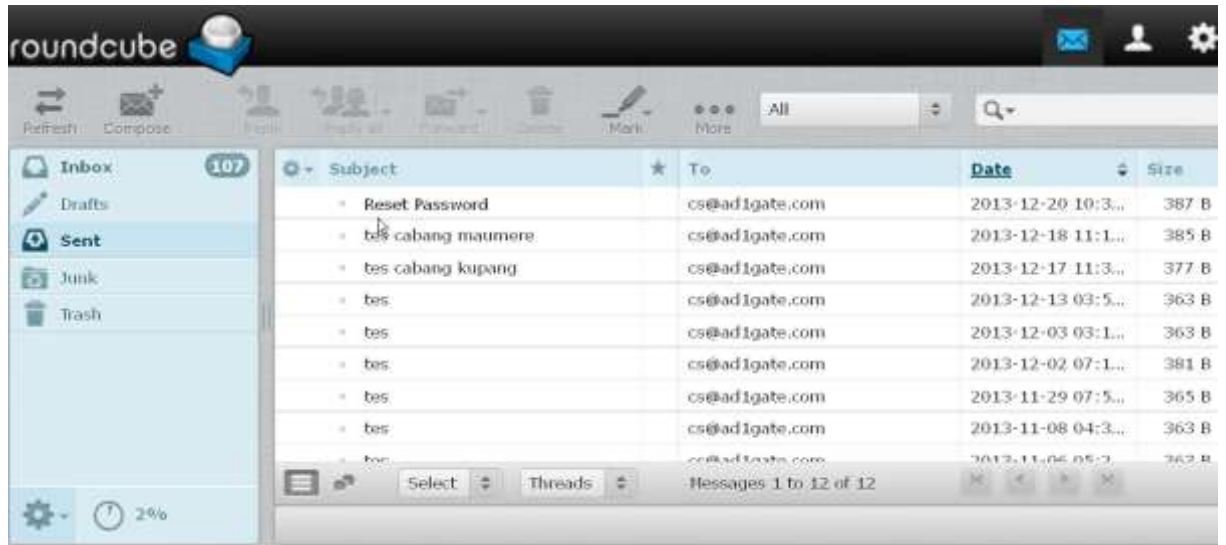 roundcube
Refresh Compose Reply Reply all Forward Delete Mark More All
Inbox 107
Drafts
Sent
Junk
Trash
Subject To Date Size
Reset Password cs@ad1gate.com 2013-12-20 10:3... 387 B
tes cabang maumere cs@ad1gate.com 2013-12-18 11:1... 385 B
tes cabang kupang cs@ad1gate.com 2013-12-17 11:3... 377 B
tes cs@ad1gate.com 2013-12-13 03:5... 363 B
tes cs@ad1gate.com 2013-12-03 03:1... 363 B
tes cs@ad1gate.com 2013-12-02 07:1... 381 B
tes cs@ad1gate.com 2013-11-29 07:5... 365 B
tes cs@ad1gate.com 2013-11-08 04:3... 363 B
Select Threads Messages 1 to 12 of 12
2%